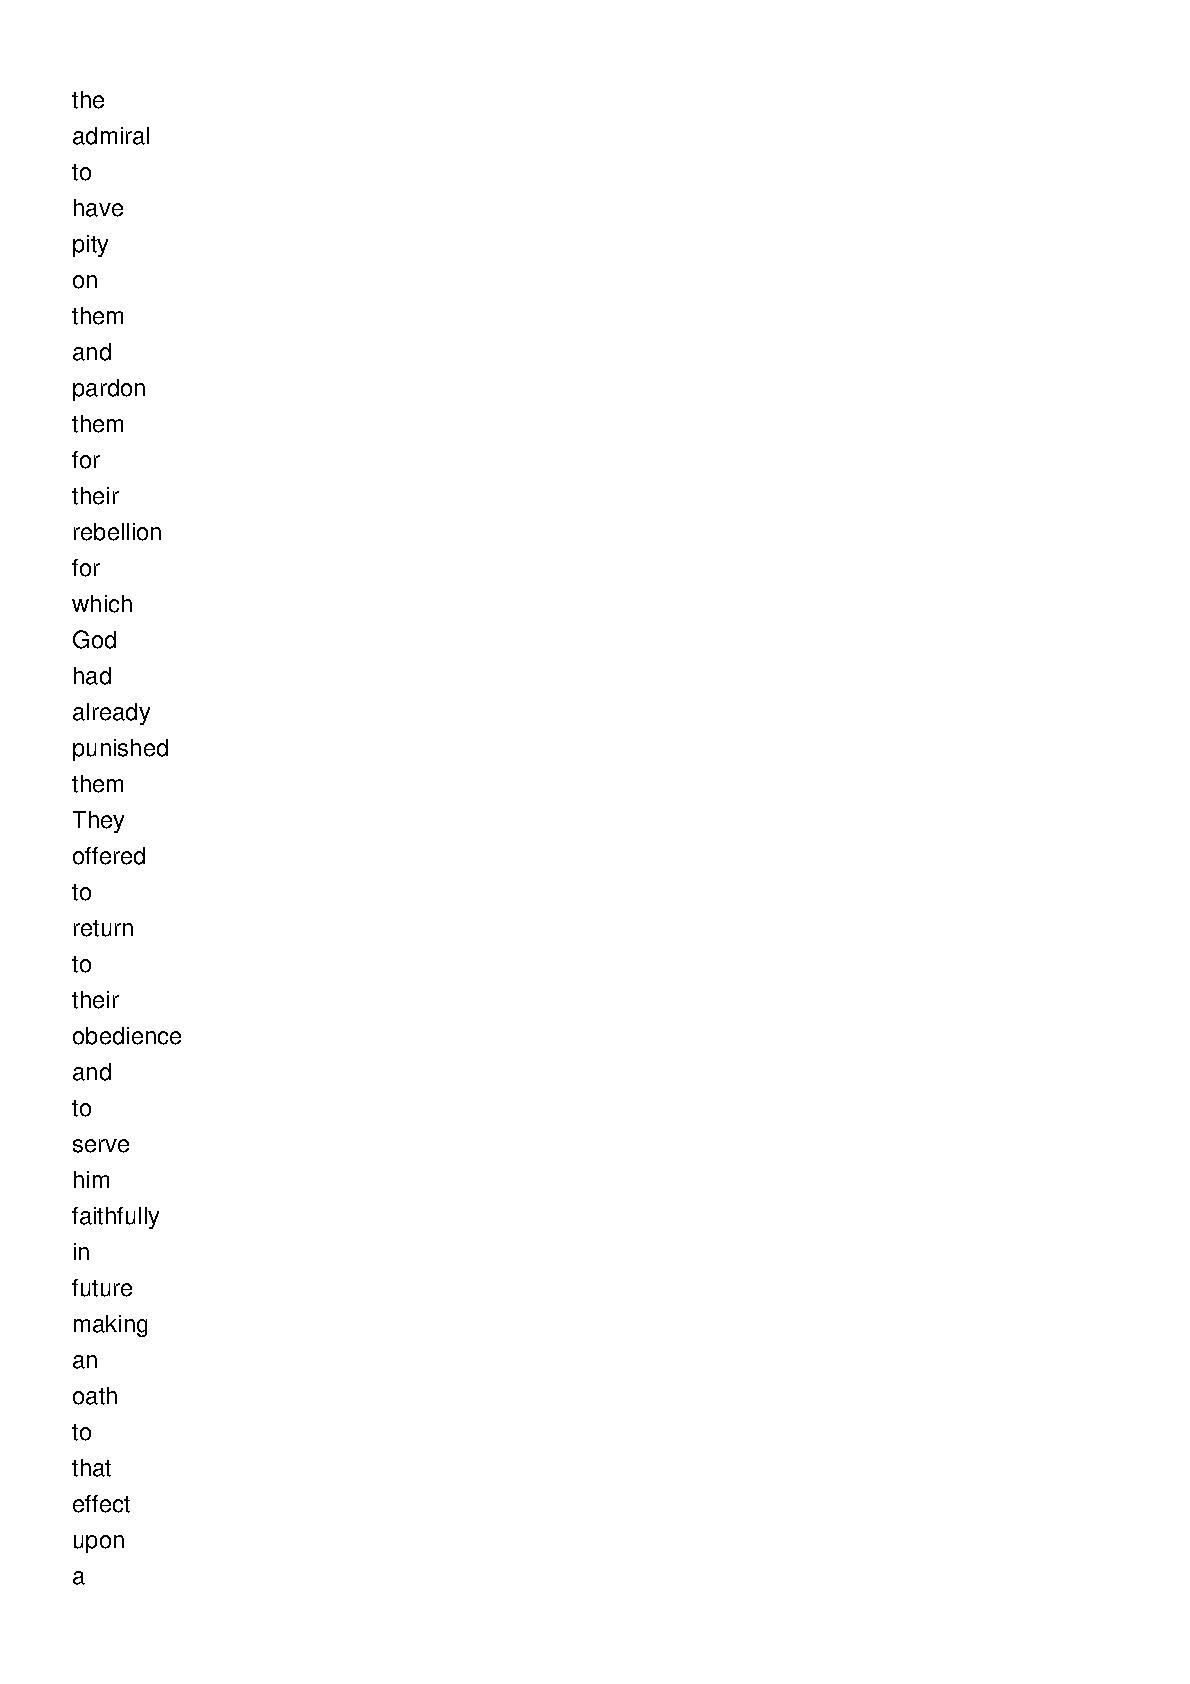 the
admiral
to
have
pity
on
them
and
pardon
them
for
their
rebellion
for
which
God
had
already
punished
them
They
offered
to
return
to
their
obedience
and
to
serve
him
faithfully
in
future
making
an
oath
to
that
effect
upon
a